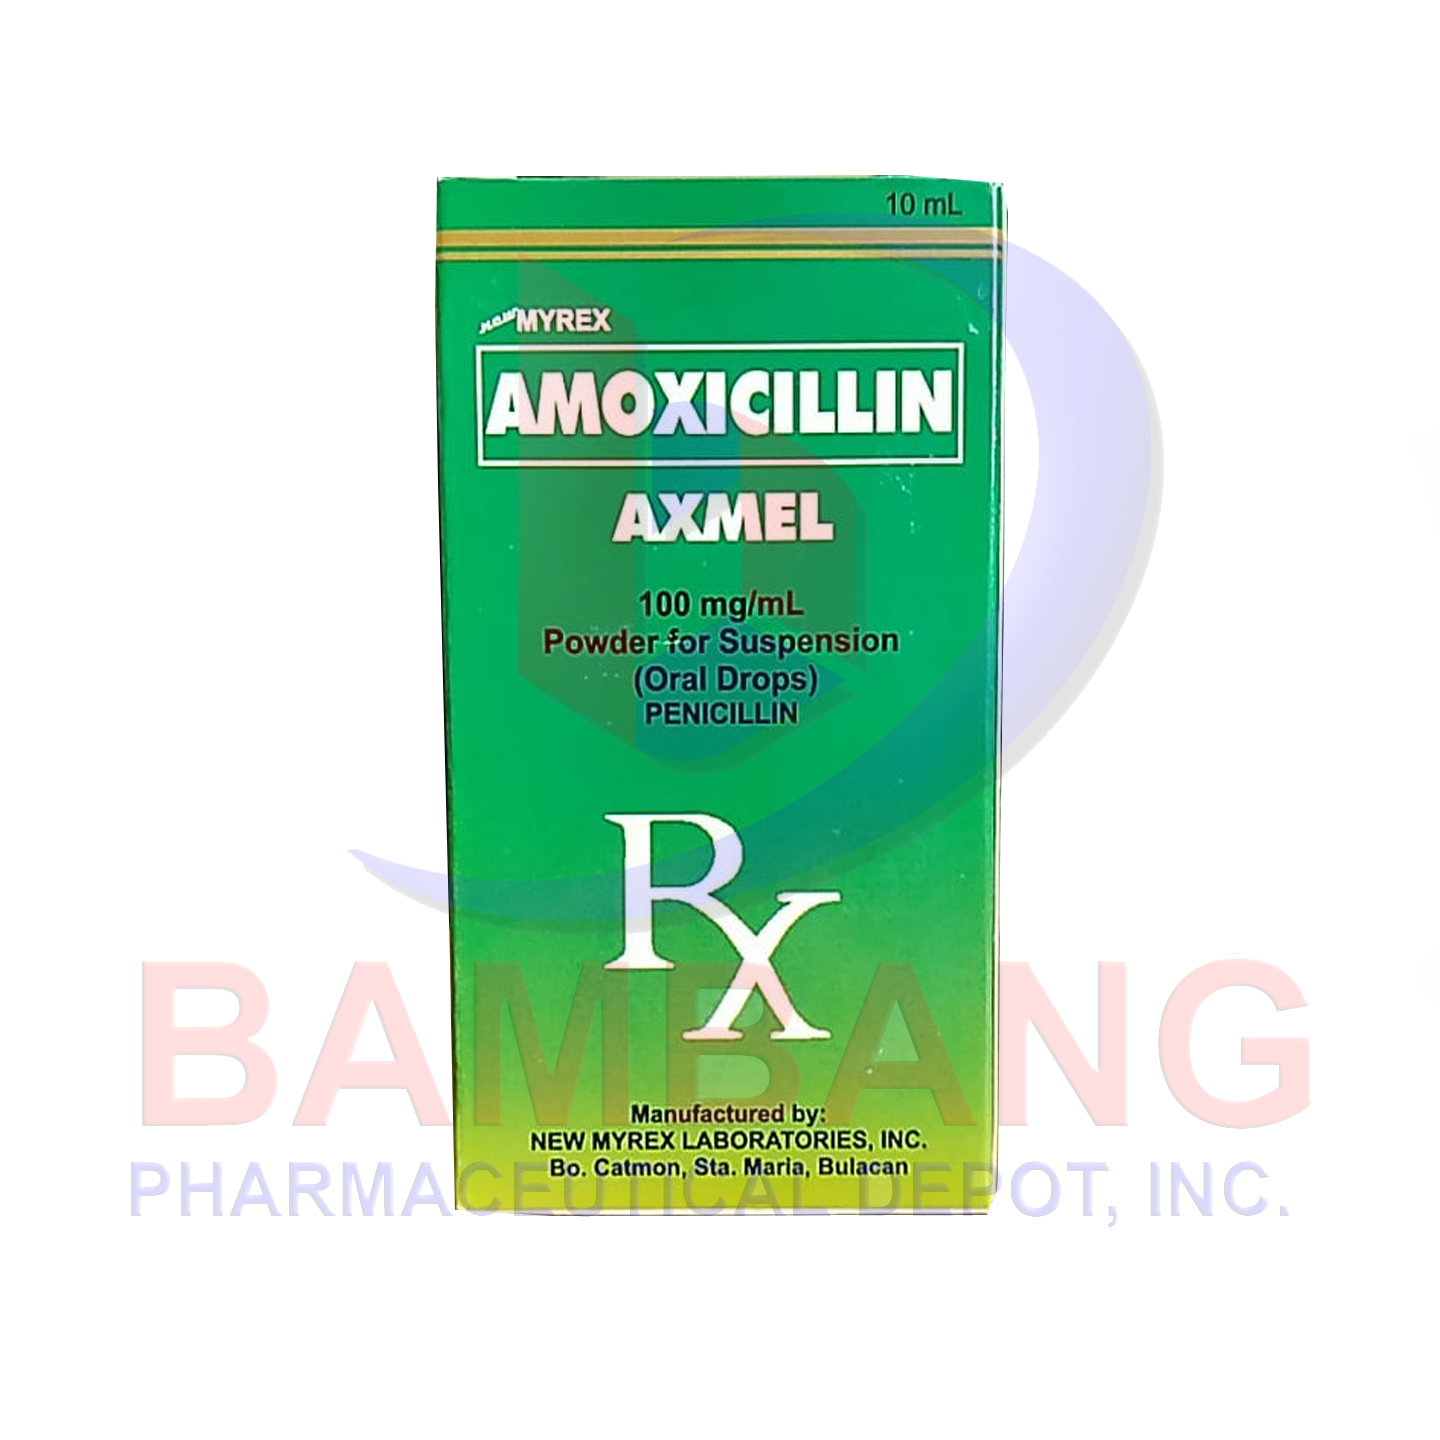 10 mL
new MYREX
AMOXICILLIN
AXMEL
100 mg/mL
Powder for Suspension
(Oral Drops)
PENICILLIN
Rx
Manufactured by:
NEW MYREX LABORATORIES, INC.
Bo. Catmon, Sta. Maria, Bulacan
BAMBANG
PHARMACEUTICAL DEPOT, INC.